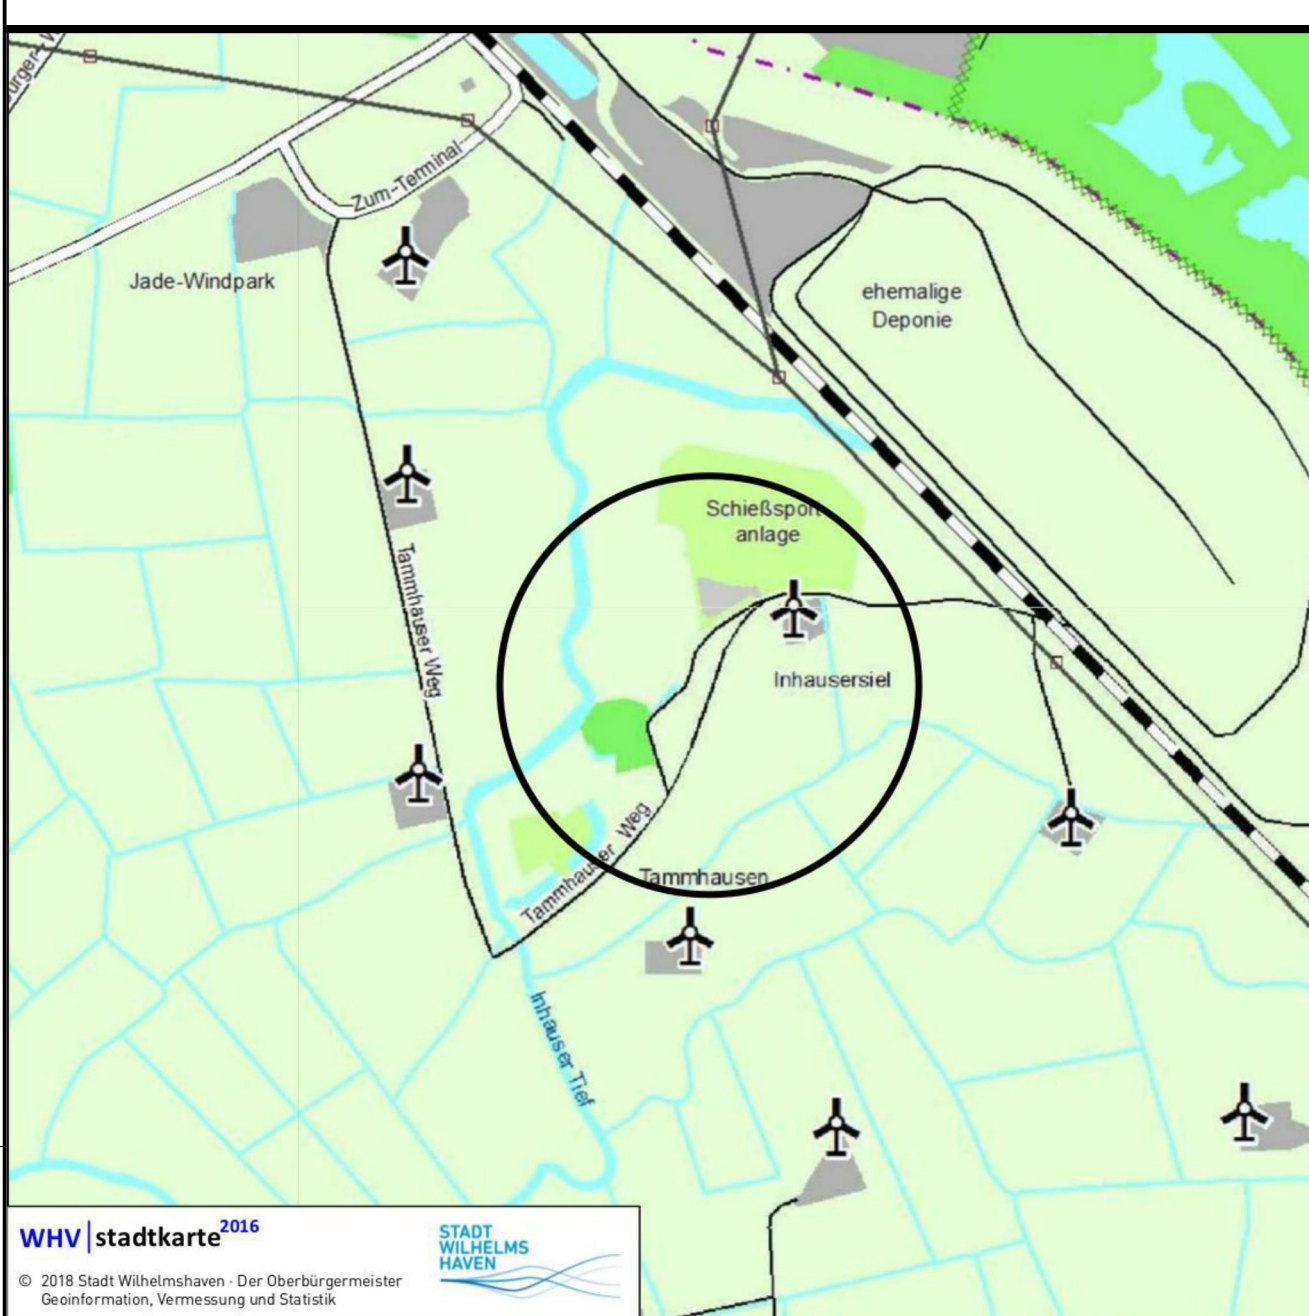 Zum-Terminal
Jade-Windpark
ehemalige
Deponie
Schießsport
anlage
Tammhauser Weg
Inhausersiel
Tammhauser Weg
Tammhausen
Inhauser Tief
WHV|stadtkarte2016
STADT
WILHELMS
HAVEN
© 2018 Stadt Wilhelmshaven · Der Oberbürgermeister
Geoinformation, Vermessung und Statistik